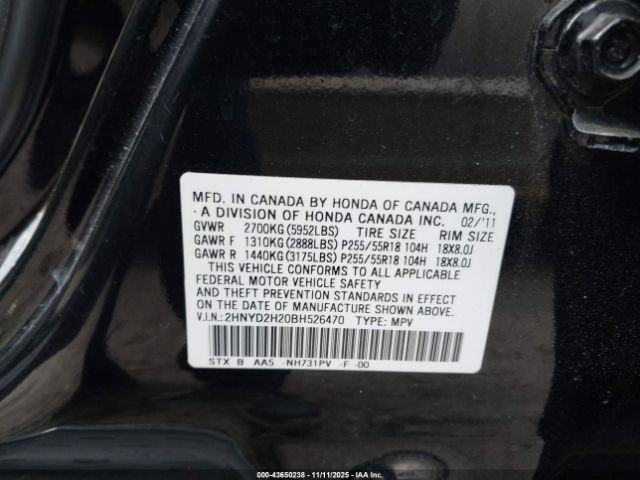 MFD. IN CANADA BY HONDA OF CANADA MFG.,
A DIVISION OF HONDA CANADA INC. 02/'11
GVWR 2700KG(5952LBS) TIRE SIZE RIM SIZE
GAWR F 1310KG(2888LBS) P255/55R18 104H 18X8.0J
GAWR R 1440KG(3175LBS) P255/55R18 104H 18X8.0J
THIS VEHICLE CONFORMS TO ALL APPLICABLE
FEDERAL MOTOR VEHICLE SAFETY
AND THEFT PREVENTION STANDARDS IN EFFECT
ON THE DATE OF MANUFACTURE SHOWN ABOVE.
V.I.N.: 2HNYD2H20BH526470 TYPE: MPV
STX B AA5 -NH731PV -F -00
000-43650238 - 11/11/2025 - IAAI.COM